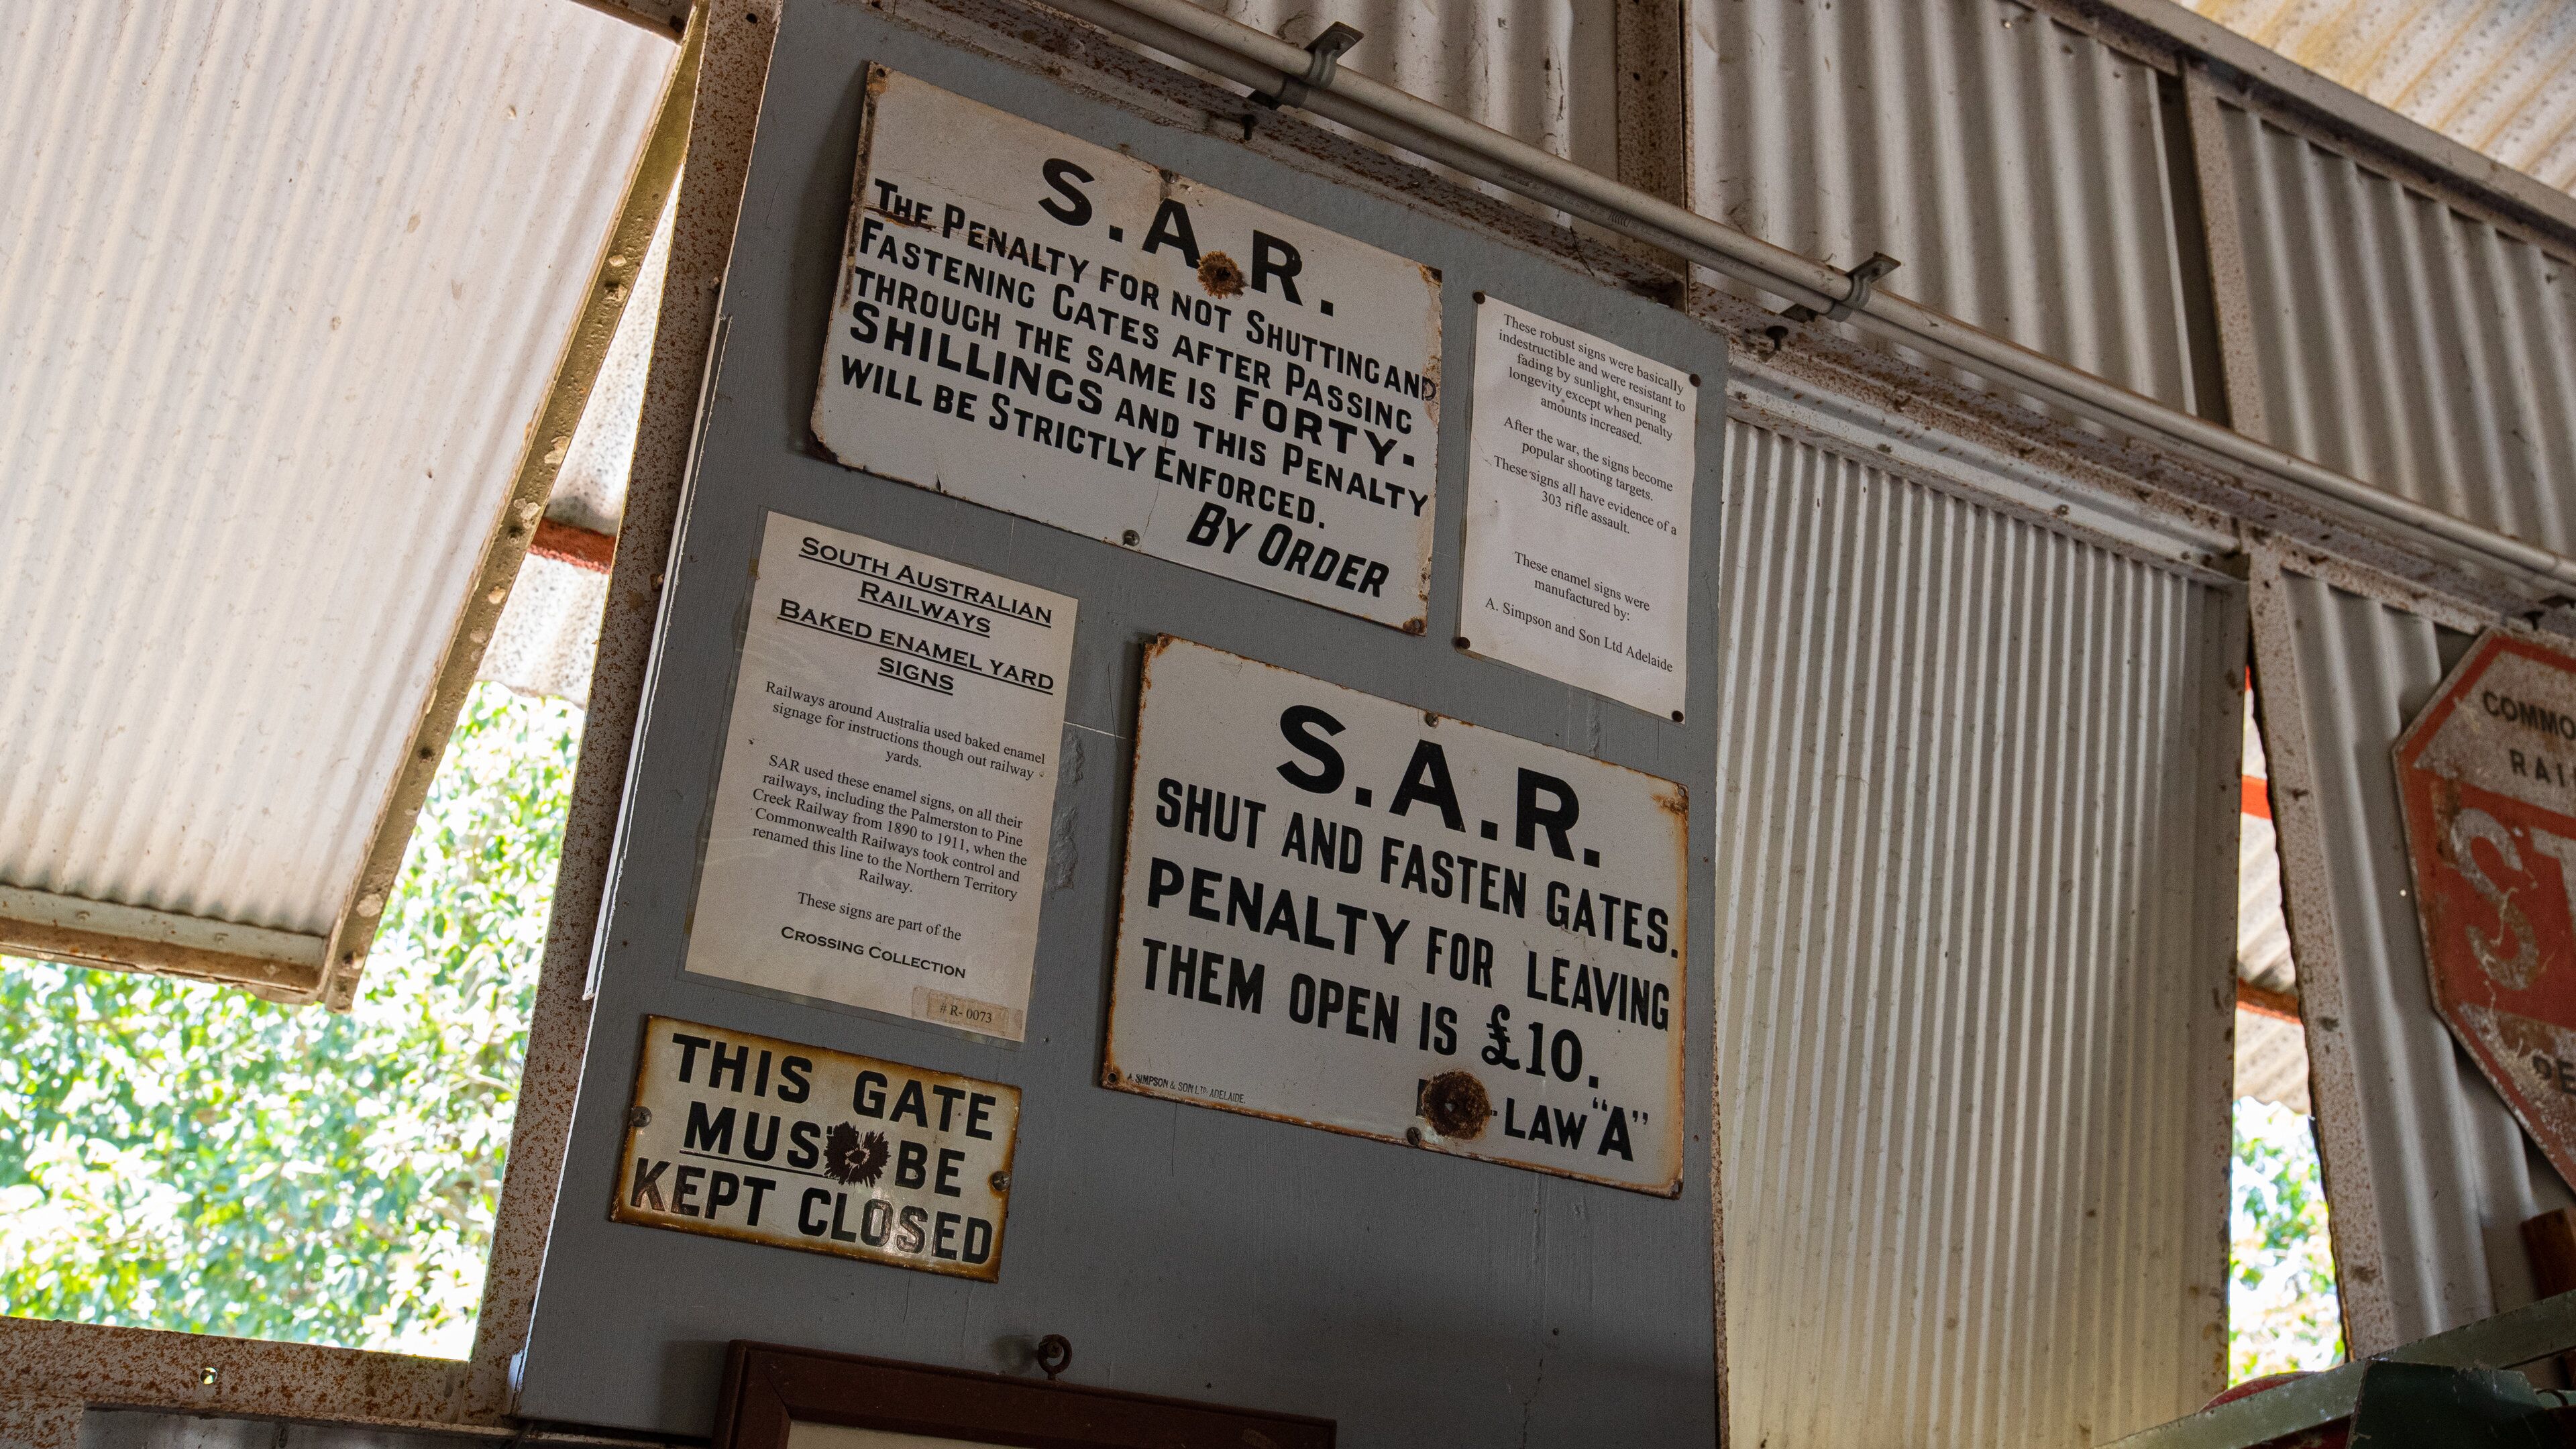 S.A.R.
THE PENALTY FOR NOT SHUTTING AND
FASTENING GATES AFTER PASSING
THROUGH THE SAME IS FORTY.
SHILLINGS AND THIS PENALTY
WILL BE STRICTLY ENFORCED.
BY ORDER
These robust signs were basically
indestructible and were resistant to
fading by sunlight, ensuring
longevity except when penalty
amounts increased.
After the war, the signs become
popular shooting targets.
These signs all have evidence of a
303 rifle assault.
These enamel signs were
manufactured by:
A. Simpson and Son Ltd Adelaide
SOUTH AUSTRALIAN
RAILWAYS
BAKED ENAMEL YARD
SIGNS
Railways around Australia used baked enamel
signage for instructions though out railway
yards.
SAR used these enamel signs, on all their
railways, including the Palmerston to Pine
Creek Railway from 1890 to 1911, when the
Commonwealth Railways took control and
renamed this line to the Northern Territory
Railway.
These signs are part of the
CROSSING COLLECTION
# R- 0073
S.A.R.
SHUT AND FASTEN GATES.
PENALTY FOR LEAVING
THEM OPEN IS £10.
-LAW "A"
A. SIMPSON & SON LTD ADELAIDE.
THIS GATE
MUS BE
KEPT CLOSED
COMMO
RAI
ST